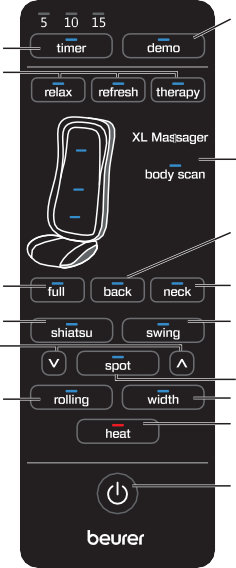 5 10 15
timer demo
relax refresh therapy
XL Massager
body scan
full back neck
shiatsu swing
spot
rolling width
heat
beurer